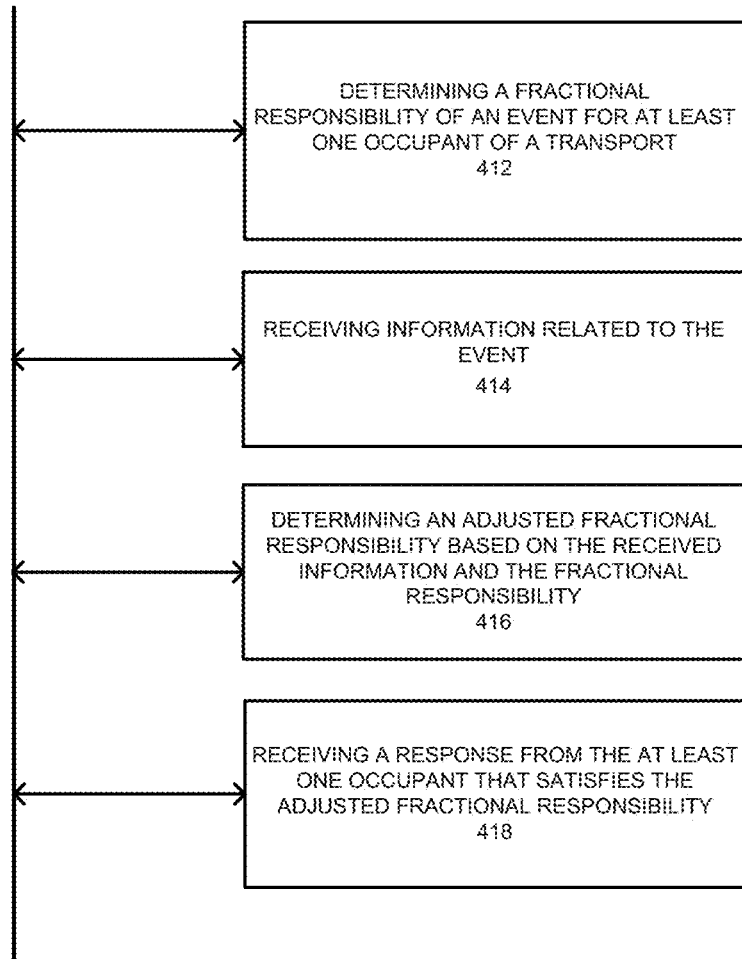 DETERMINING A FRACTIONAL
RESPONSIBILITY OF AN EVENT FOR AT LEAST
ONE OCCUPANT OF A TRANSPORT
412
RECEIVING INFORMATION RELATED TO THE
EVENT
414
DETERMINING AN ADJUSTED FRACTIONAL
RESPONSIBILITY BASED ON THE RECEIVED
INFORMATION AND THE FRACTIONAL
RESPONSIBILITY
416
RECEIVING A RESPONSE FROM THE AT LEAST
ONE OCCUPANT THAT SATISFIES THE
ADJUSTED FRACTIONAL RESPONSIBILITY
418